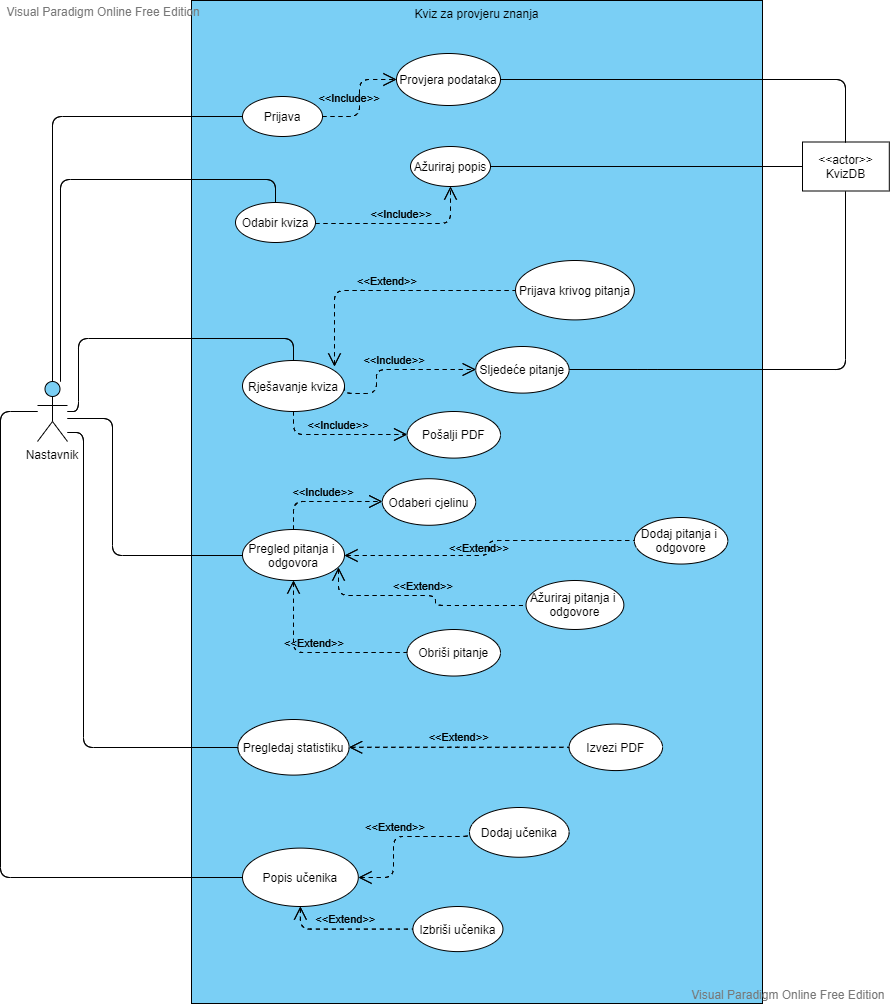 Visual Paradigm Online Free Edition
Kviz za provjeru znanja
Provjera podataka
<<Include>>
Prijava
<<actor>>
KvizDB
Ažuriraj popis
<<Include>>
Odabir kviza
<<Extend>>
Prijava krivog pitanja
<<Include>>
Sljedeće pitanje
Rješavanje kviza
<<Include>>
Pošalji PDF
Nastavnik
<<Include>>
Odaberi cjelinu
Pregled pitanja i
odgovora
<<Extend>>
Dodaj pitanja i
odgovore
<<Extend>>
Ažuriraj pitanja i
odgovore
<<Extend>>
Obriši pitanje
<<Extend>>
Pregledaj statistiku
Izvezi PDF
<<Extend>>
Dodaj učenika
Popis učenika
<<Extend>>
Izbriši učenika
Visual Paradigm Online Free Edition